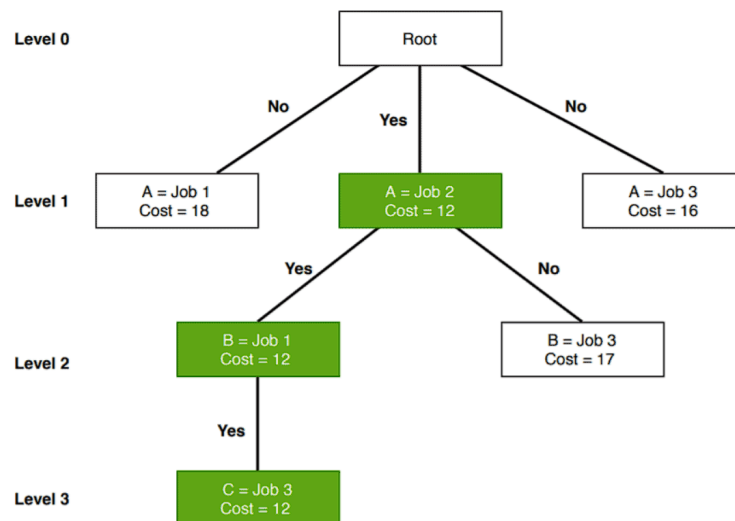 Level 0
Root
No
Yes
No
Level 1
A = Job 1
Cost = 18
A = Job 2
Cost = 12
A = Job 3
Cost = 16
Yes
No
Level 2
B = Job 1
Cost = 12
B = Job 3
Cost = 17
Yes
Level 3
C = Job 3
Cost = 12